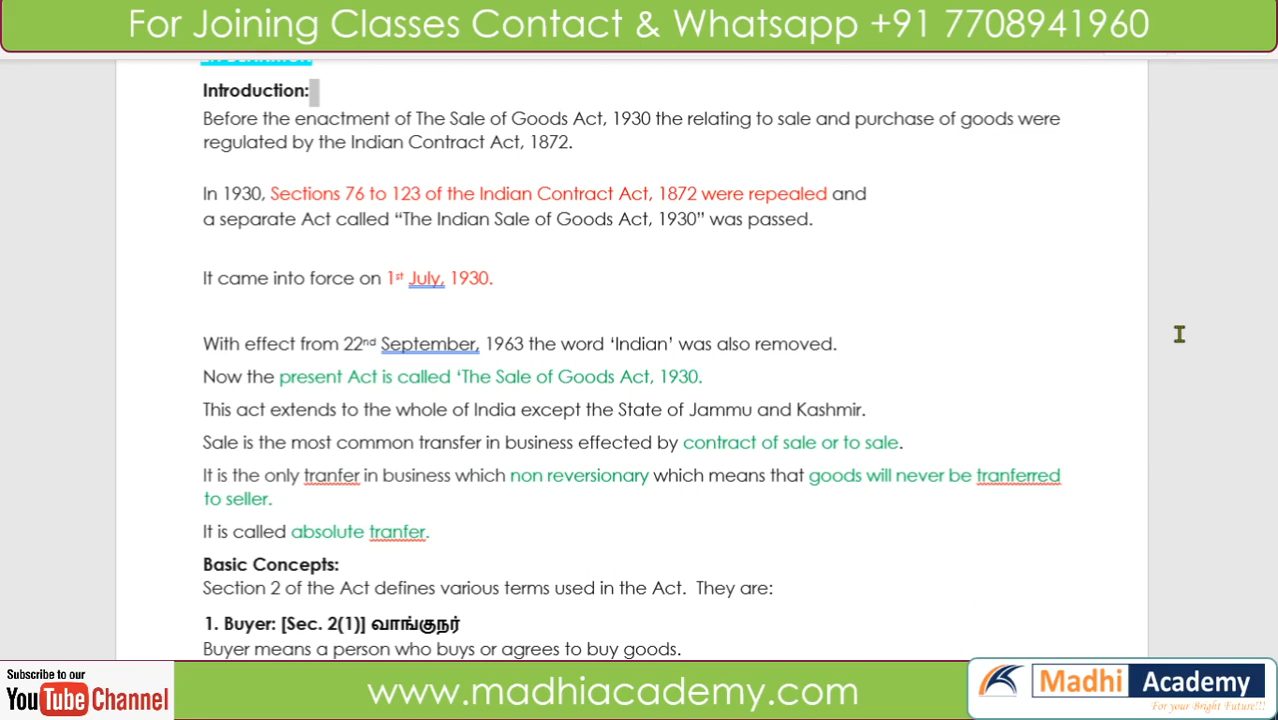 For Joining Classes Contact & Whatsapp +91 7708941960
Introduction:
Before the enactment of The Sale of Goods Act, 1930 the relating to sale and purchase of goods were
regulated by the Indian Contract Act, 1872.
In 1930, Sections 76 to 123 of the Indian Contract Act, 1872 were repealed and
a separate Act called “The Indian Sale of Goods Act, 1930” was passed.
It came into force on 1st July, 1930.
With effect from 22nd September, 1963 the word ‘Indian’ was also removed.
Now the present Act is called ‘The Sale of Goods Act, 1930.
This act extends to the whole of India except the State of Jammu and Kashmir.
Sale is the most common transfer in business effected by contract of sale or to sale.
It is the only tranfer in business which non reversionary which means that goods will never be tranferred
to seller.
It is called absolute tranfer.
Basic Concepts:
Section 2 of the Act defines various terms used in the Act. They are:
1. Buyer: [Sec. 2(1)] வாங்குநர்
Buyer means a person who buys or agrees to buy goods.
Subscribe to our
YouTube Channel
www.madhiacademy.com
Madhi Academy
For your Bright Future!!!